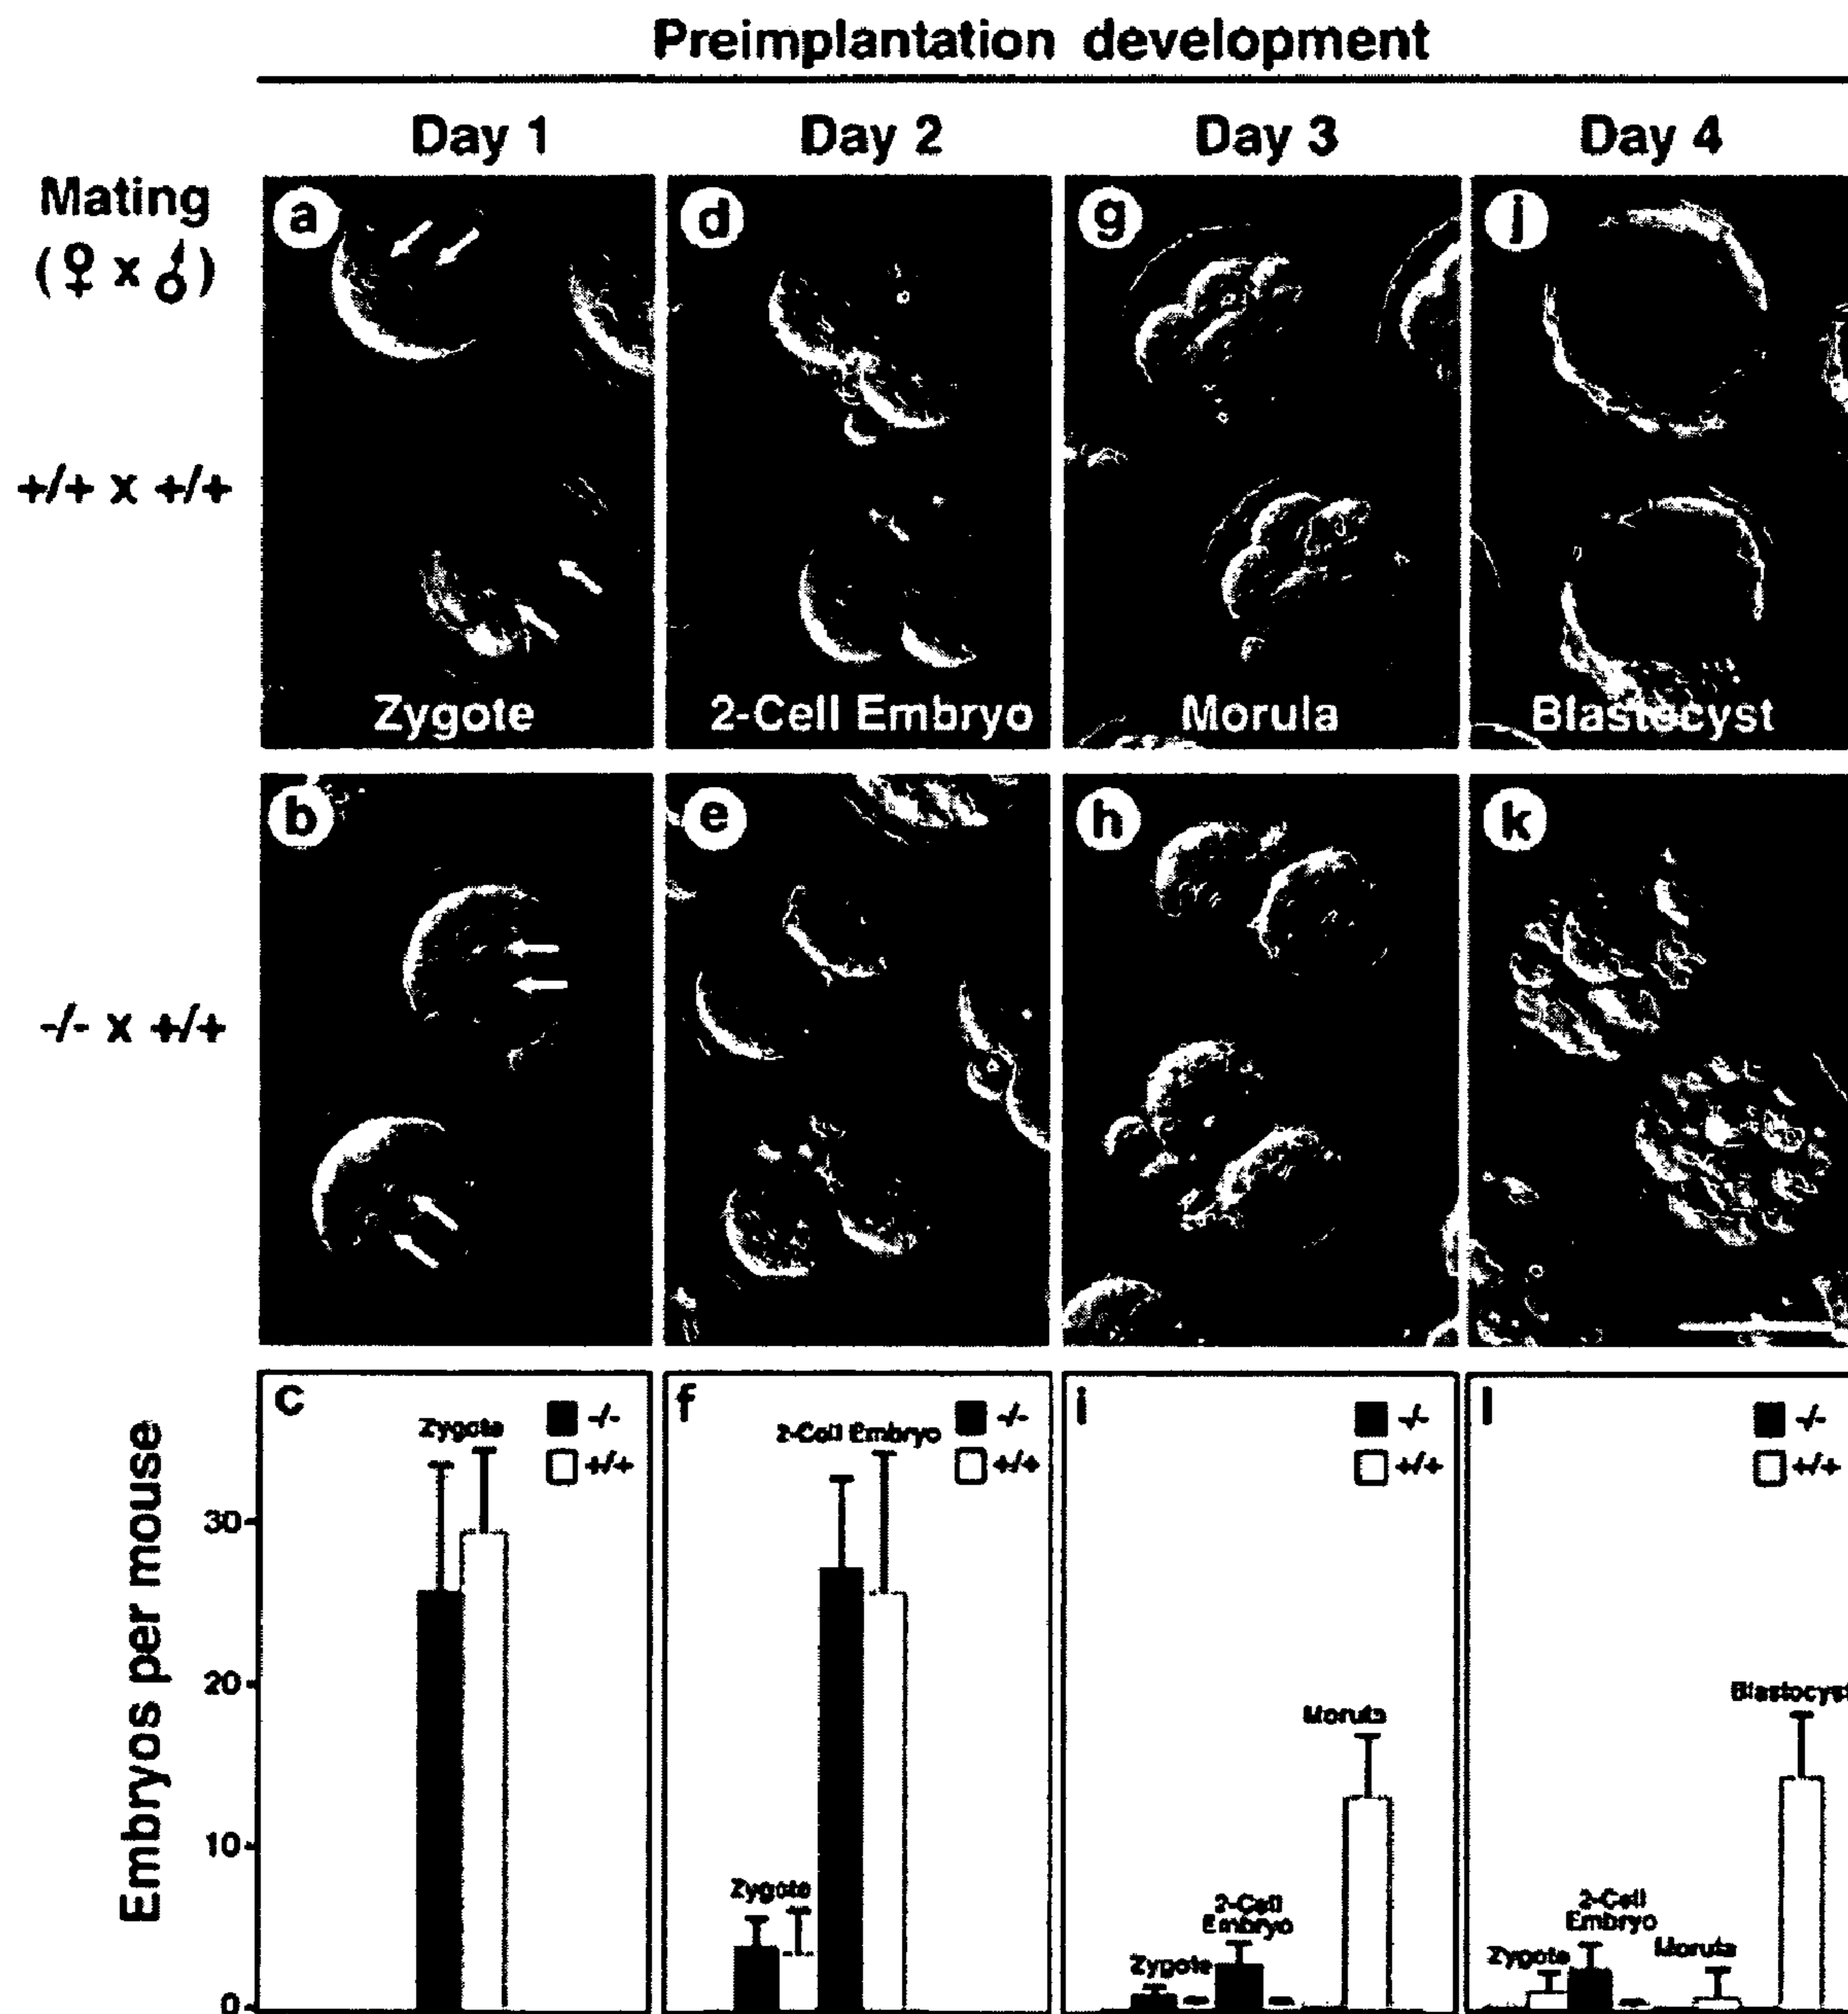 Preimplantation development
Day 1 Day 2 Day 3 Day 4
Mating
(♀ x ♂)
+/+ x +/+
a d g j
Zygote 2-Cell Embryo Morula Blastocyst
-/- x +/+
b e h k
Embryos per mouse
30
20
10
0
c
Zygote
-/-
+/+
f
2-Cell Embryo
-/-
+/+
Zygote
i
-/-
+/+
Morula
2-Cell
Embryo
Zygote
l
-/-
+/+
Blastocyst
2-Cell
Embryo
Zygote
Morula